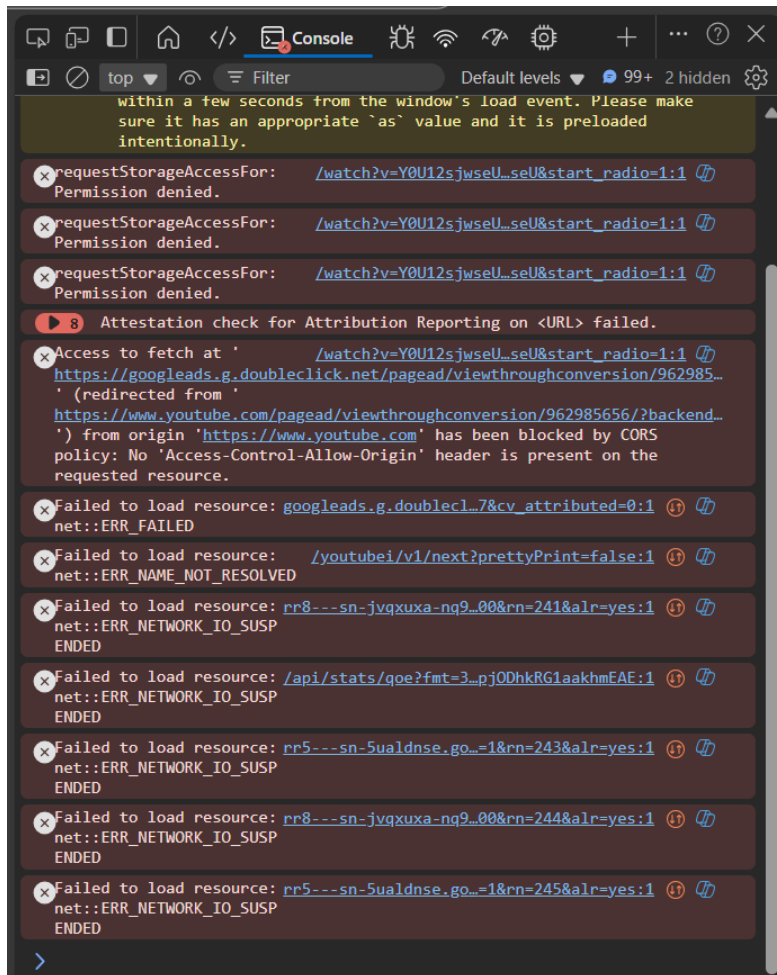 Console
top
Filter
Default levels
99+
2 hidden
within a few seconds from the window's load event. Please make
sure it has an appropriate `as` value and it is preloaded
intentionally.
requestStorageAccessFor: /watch?v=Y0U12sjwseU…seU&start_radio=1:1
Permission denied.
requestStorageAccessFor: /watch?v=Y0U12sjwseU…seU&start_radio=1:1
Permission denied.
requestStorageAccessFor: /watch?v=Y0U12sjwseU…seU&start_radio=1:1
Permission denied.
8 Attestation check for Attribution Reporting on <URL> failed.
Access to fetch at ' /watch?v=Y0U12sjwseU…seU&start_radio=1:1
https://googleads.g.doubleclick.net/pagead/viewthroughconversion/962985…
' (redirected from '
https://www.youtube.com/pagead/viewthroughconversion/962985656/?backend…
') from origin 'https://www.youtube.com' has been blocked by CORS
policy: No 'Access-Control-Allow-Origin' header is present on the
requested resource.
Failed to load resource: googleads.g.doublecl…7&cv_attributed=0:1
net::ERR_FAILED
Failed to load resource: /youtubei/v1/next?prettyPrint=false:1
net::ERR_NAME_NOT_RESOLVED
Failed to load resource: rr8---sn-jvqxuxa-nq9…00&rn=241&alr=yes:1
net::ERR_NETWORK_IO_SUSP
ENDED
Failed to load resource: /api/stats/qoe?fmt=3…pjODhkRG1aakhmEAE:1
net::ERR_NETWORK_IO_SUSP
ENDED
Failed to load resource: rr5---sn-5ualdnse.go…=1&rn=243&alr=yes:1
net::ERR_NETWORK_IO_SUSP
ENDED
Failed to load resource: rr8---sn-jvqxuxa-nq9…00&rn=244&alr=yes:1
net::ERR_NETWORK_IO_SUSP
ENDED
Failed to load resource: rr5---sn-5ualdnse.go…=1&rn=245&alr=yes:1
net::ERR_NETWORK_IO_SUSP
ENDED